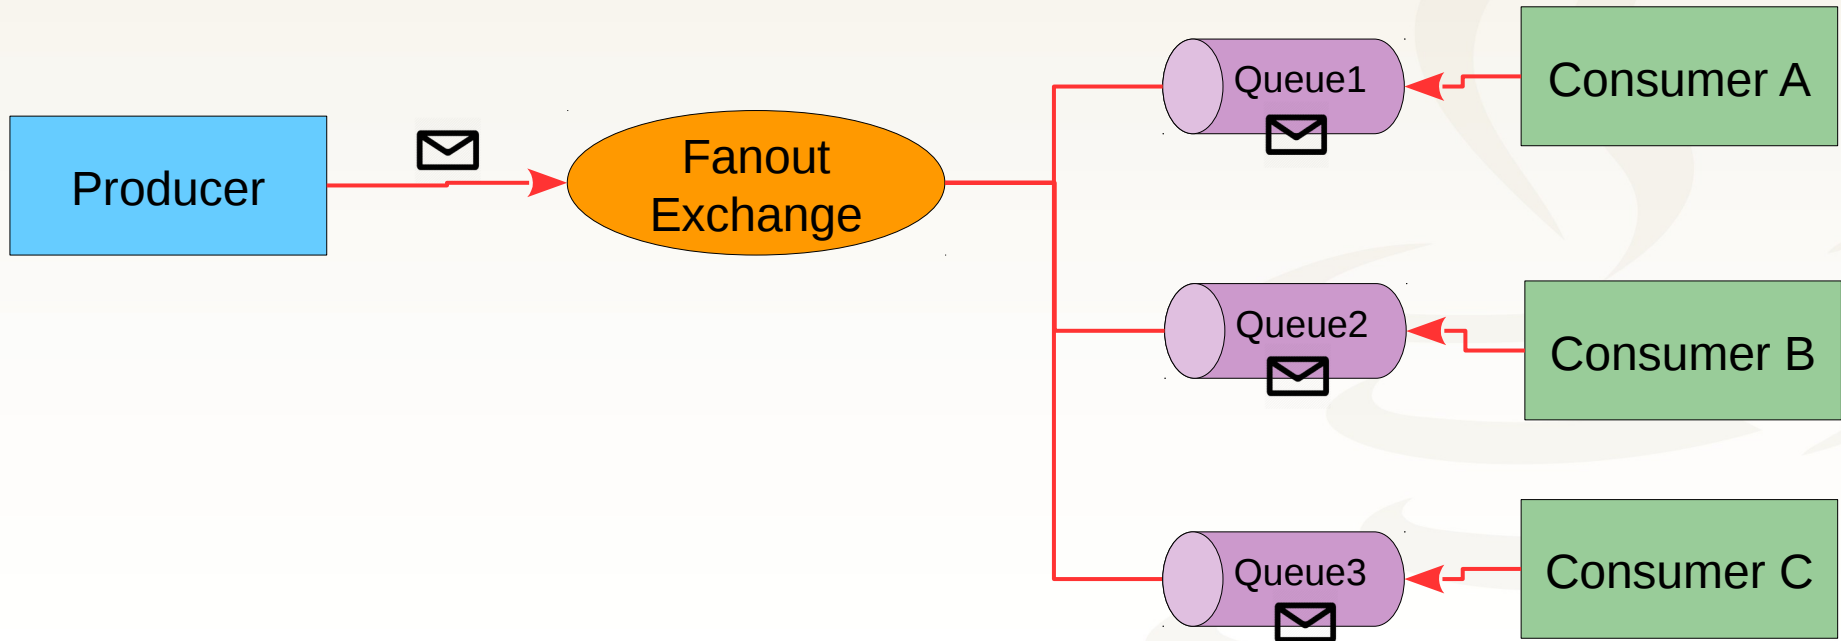 Producer
Fanout
Exchange
Queue1
Consumer A
Queue2
Consumer B
Queue3
Consumer C